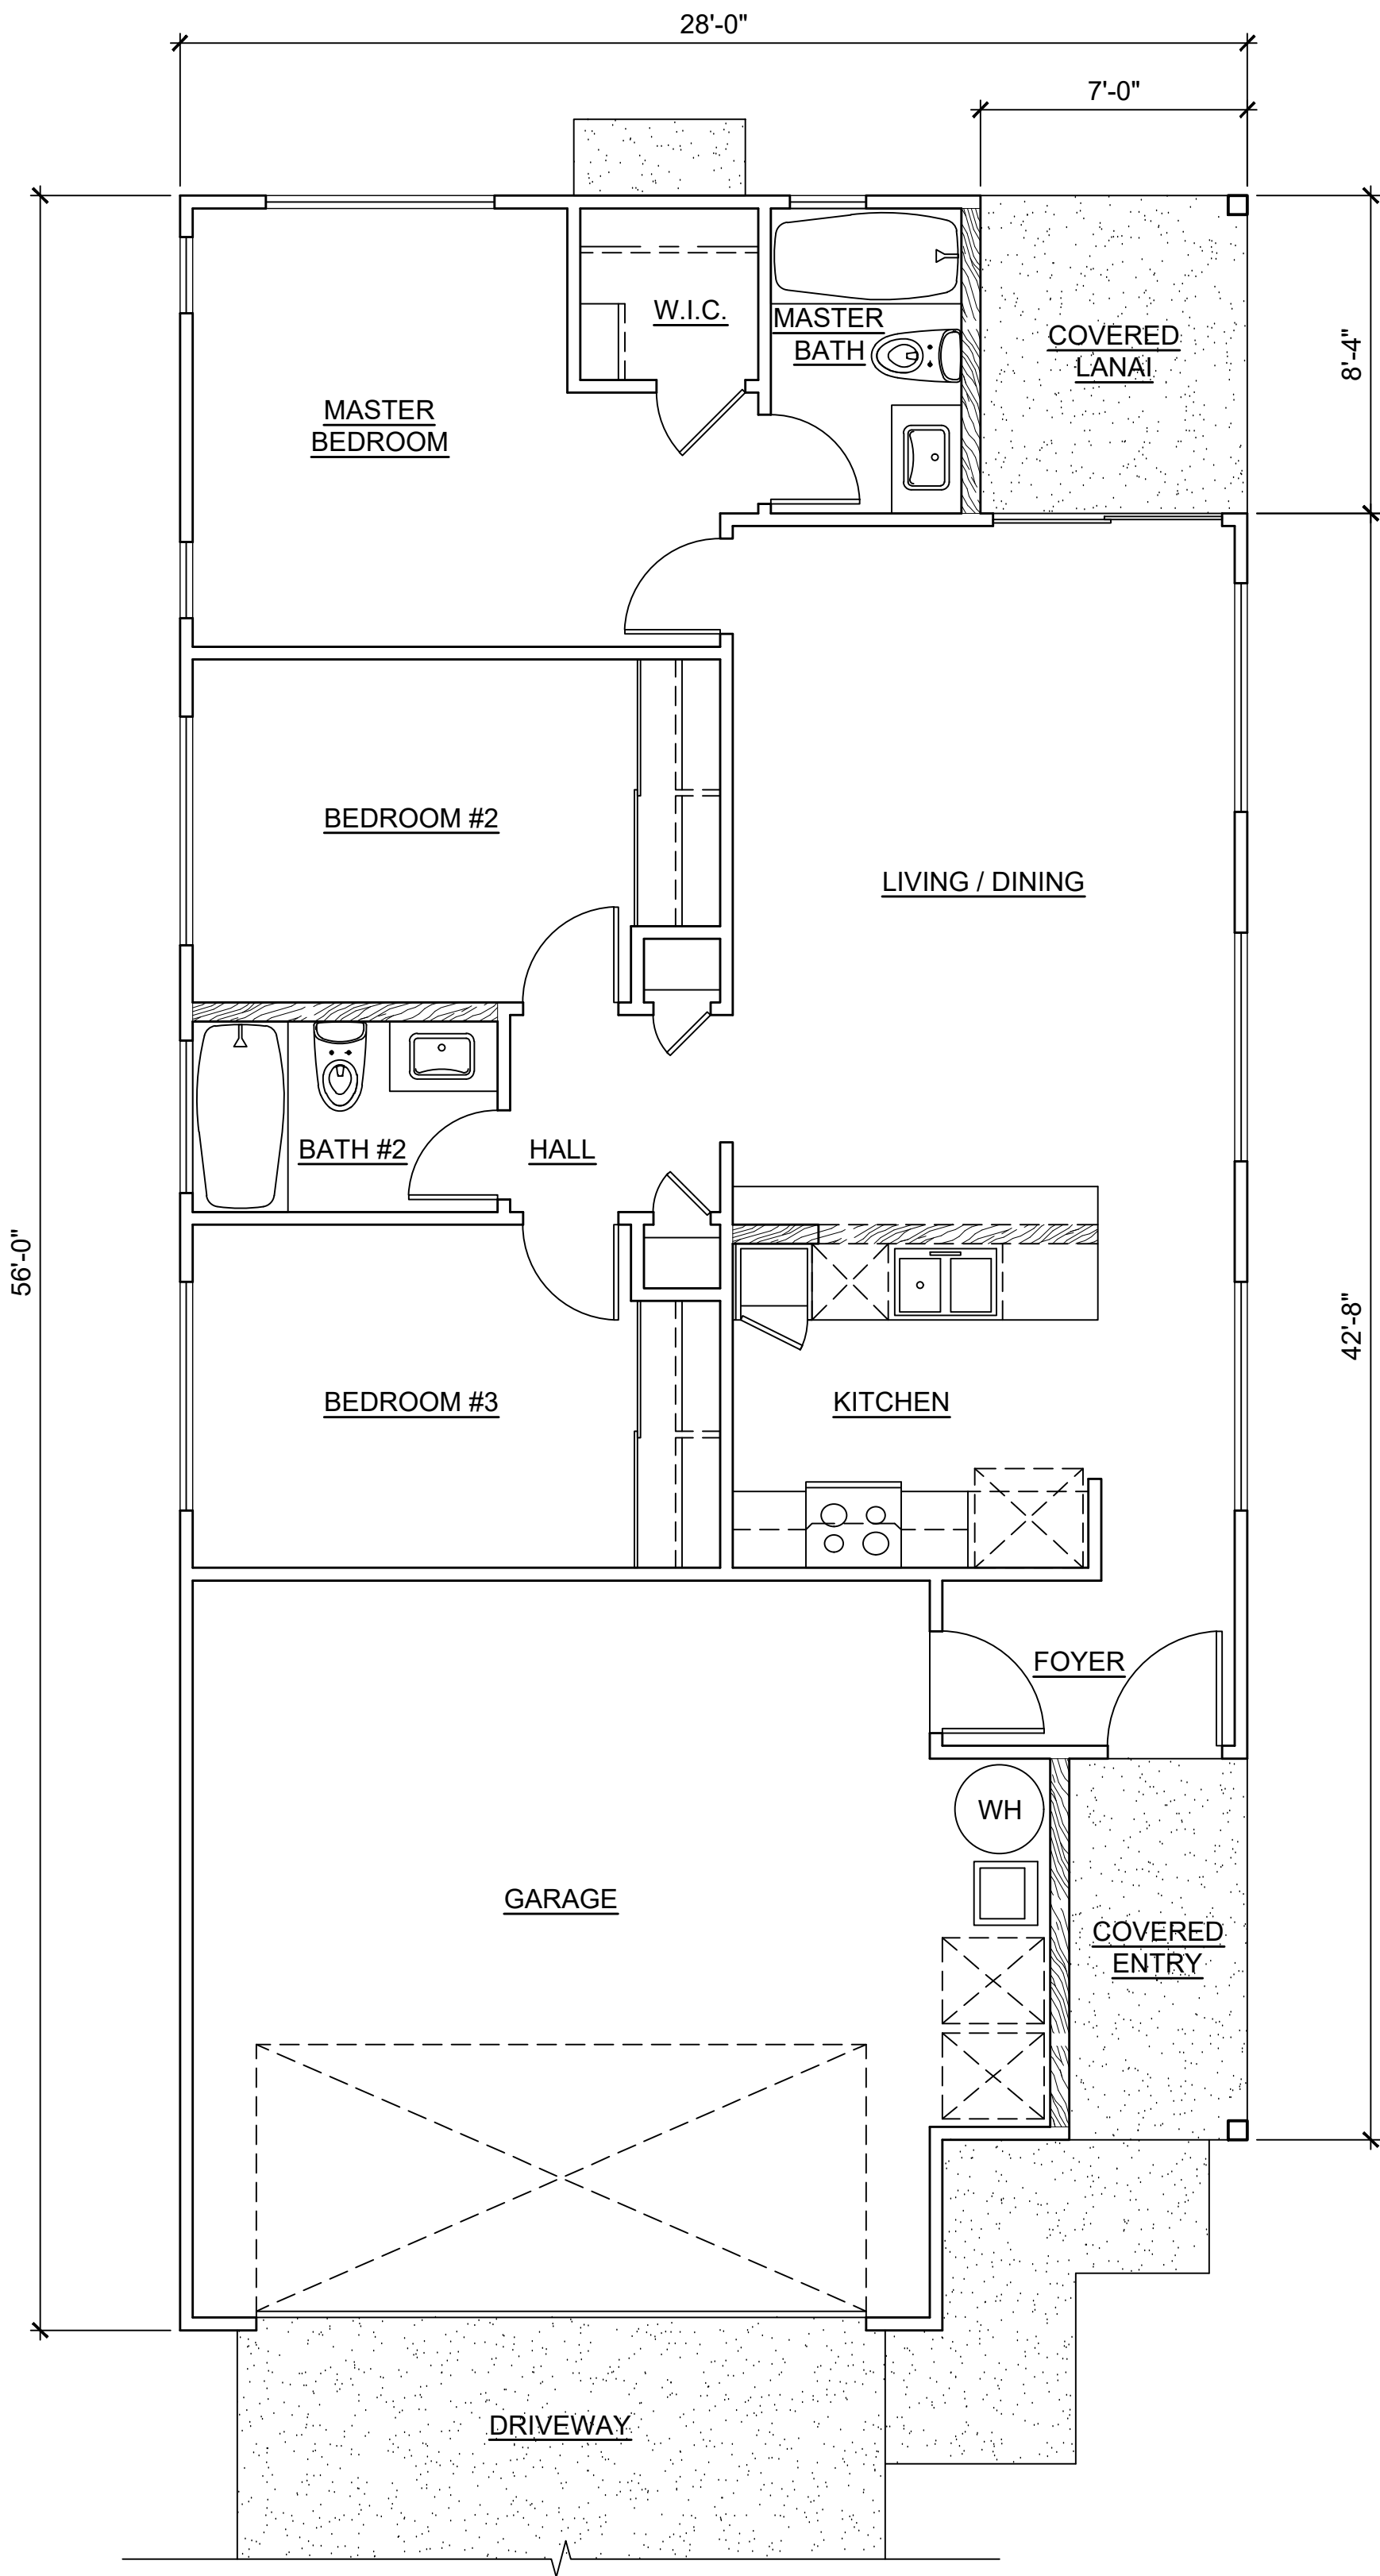 28'-0"
7'-0"
W.I.C.
MASTER
BATH
COVERED
LANAI
8'-4"
MASTER
BEDROOM
BEDROOM #2
LIVING / DINING
BATH #2
HALL
56'-0"
42'-8"
BEDROOM #3
KITCHEN
FOYER
WH
GARAGE
COVERED
ENTRY
DRIVEWAY